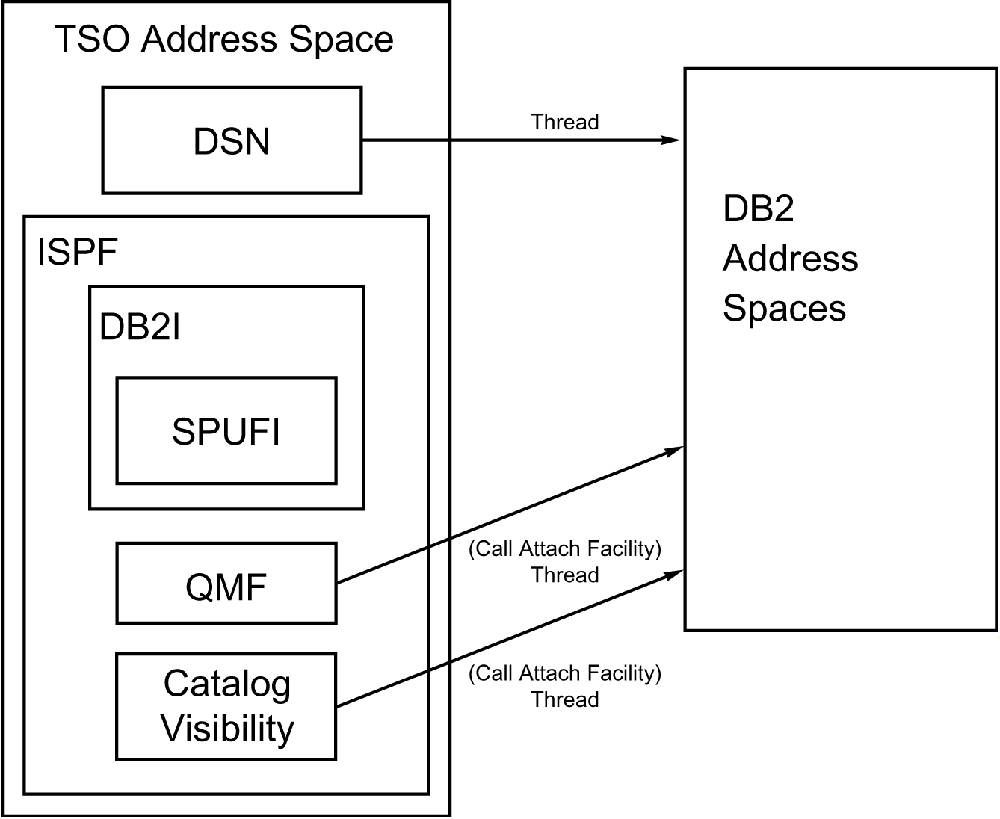 TSO Address Space
DSN
Thread
DB2
Address
Spaces
ISPF
DB2I
SPUFI
QMF
(Call Attach Facility)
Thread
Catalog
Visibility
(Call Attach Facility)
Thread